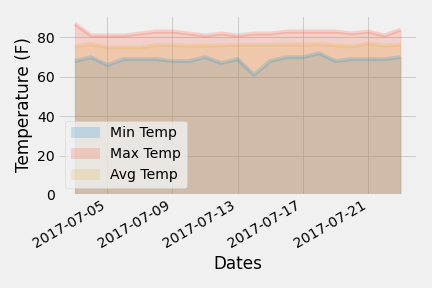 Temperature (F)
80
60
40
20
0
Min Temp
Max Temp
Avg Temp
2017-07-05
2017-07-09
2017-07-13
2017-07-17
2017-07-21
Dates